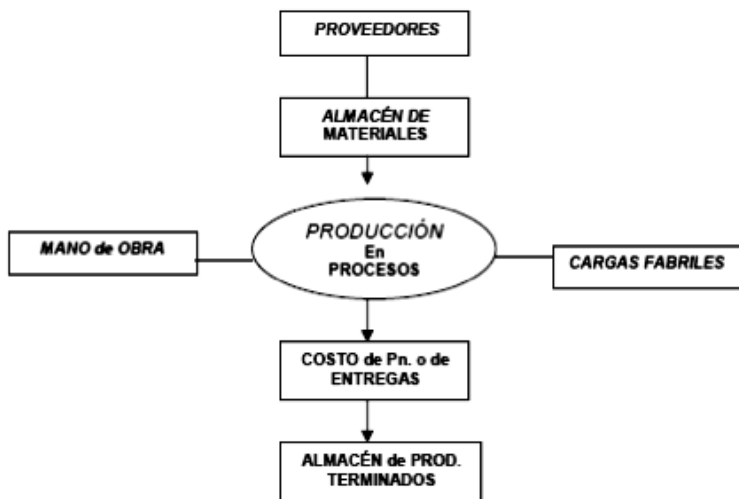 PROVEEDORES
ALMACÉN DE
MATERIALES
PRODUCCIÓN
En
PROCESOS
MANO de OBRA
CARGAS FABRILES
COSTO de Pn. o de
ENTREGAS
ALMACÉN de PROD.
TERMINADOS